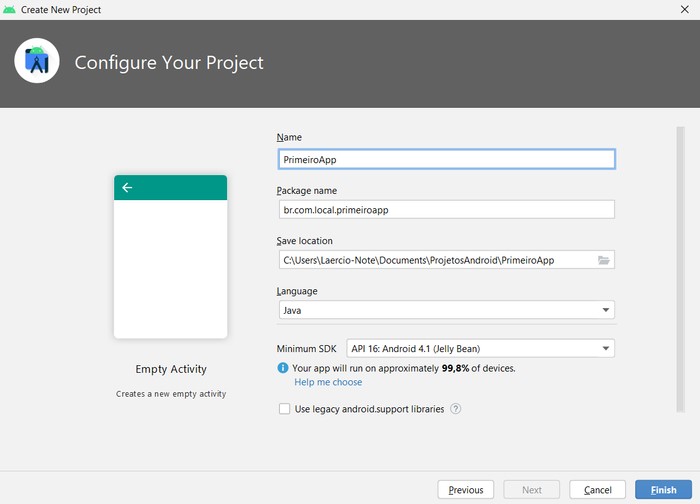 Create New Project
Configure Your Project
Name
PrimeiroApp
Package name
br.com.local.primeiroapp
Save location
C:\Users\Laercio-Note\Documents\ProjetosAndroid\PrimeiroApp
Language
Java
Minimum SDK
API 16: Android 4.1 (Jelly Bean)
Your app will run on approximately 99,8% of devices.
Help me choose
Use legacy android.support libraries ?
Empty Activity
Creates a new empty activity
Previous
Next
Cancel
Finish